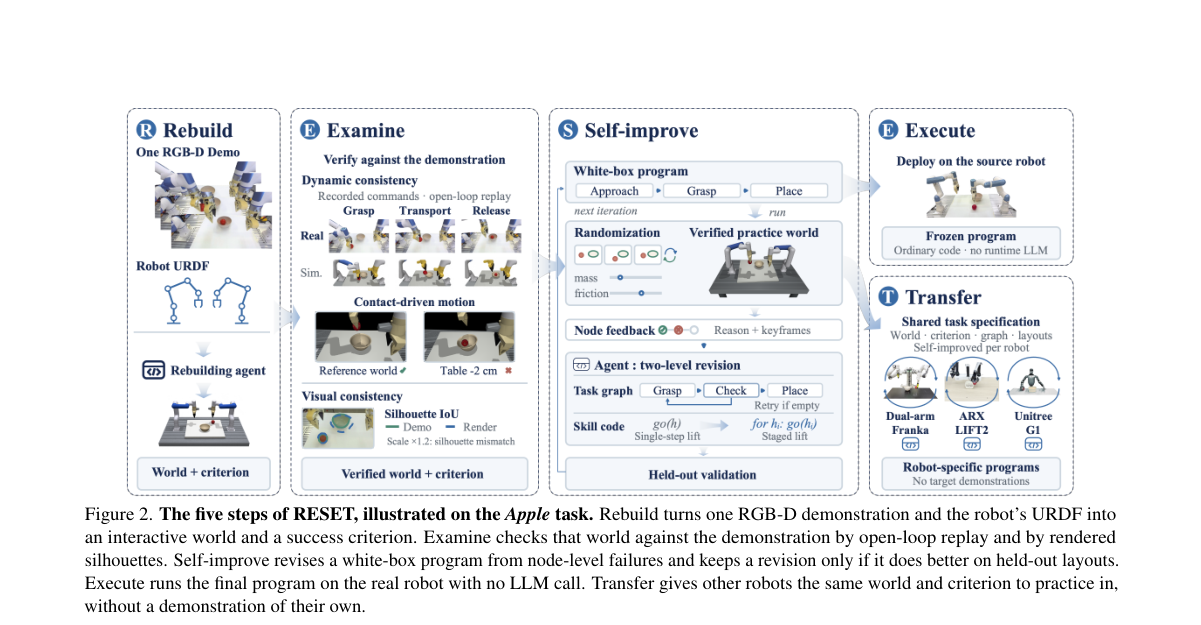 R Rebuild
One RGB-D Demo
Robot URDF
Rebuilding agent
World + criterion
E Examine
Verify against the demonstration
Dynamic consistency
Recorded commands · open-loop replay
Grasp Transport Release
Real
Sim.
Contact-driven motion
Reference world ✔ Table -2 cm ✖
Visual consistency
Silhouette IoU
Demo Render
Scale ×1.2: silhouette mismatch
Verified world + criterion
S Self-improve
White-box program
Approach Grasp Place
next iteration run
Randomization Verified practice world
mass
friction
Node feedback Reason + keyframes
</> Agent : two-level revision
Task graph Grasp Check Place
Retry if empty
Skill code go(h) for hᵢ: go(hᵢ)
Single-step lift Staged lift
Held-out validation
E Execute
Deploy on the source robot
Frozen program
Ordinary code · no runtime LLM
T Transfer
Shared task specification
World · criterion · graph · layouts
Self-improved per robot
Dual-arm ARX Unitree
Franka LIFT2 G1
Robot-specific programs
No target demonstrations
Figure 2. The five steps of RESET, illustrated on the Apple task. Rebuild turns one RGB-D demonstration and the robot's URDF into
an interactive world and a success criterion. Examine checks that world against the demonstration by open-loop replay and by rendered
silhouettes. Self-improve revises a white-box program from node-level failures and keeps a revision only if it does better on held-out layouts.
Execute runs the final program on the real robot with no LLM call. Transfer gives other robots the same world and criterion to practice in,
without a demonstration of their own.